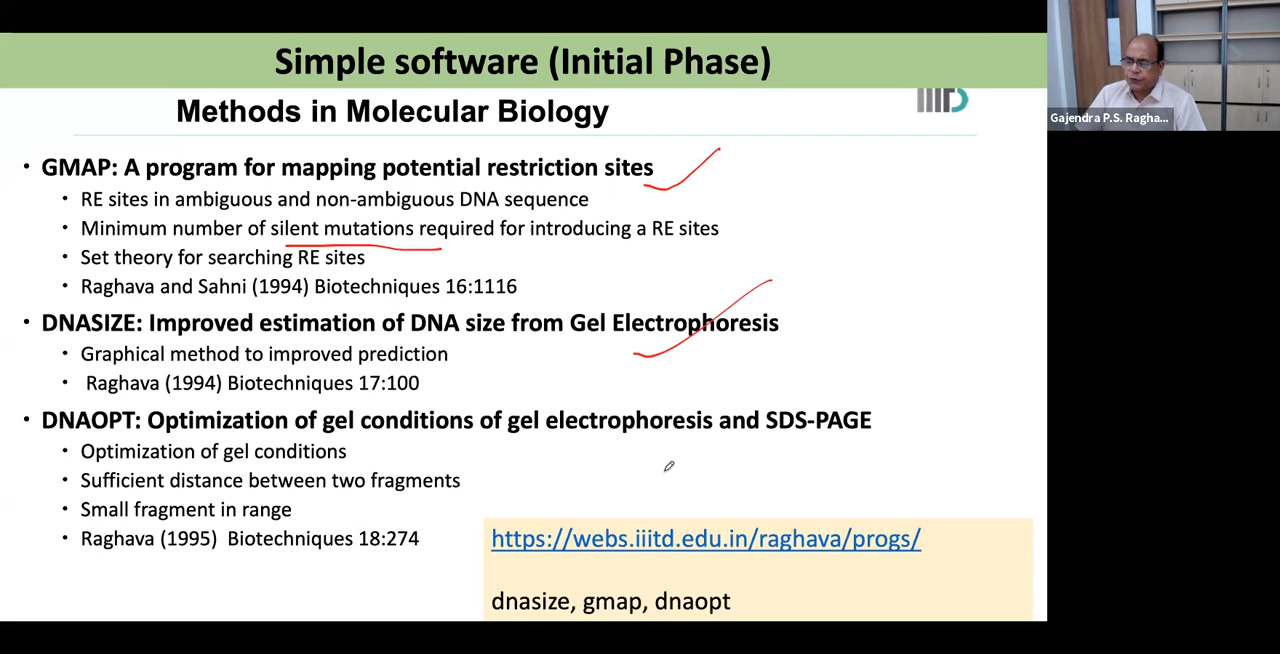 Simple software (Initial Phase)
Methods in Molecular Biology
IIITD
Gajendra P.S. Ragha...
• GMAP: A program for mapping potential restriction sites
• RE sites in ambiguous and non-ambiguous DNA sequence
• Minimum number of silent mutations required for introducing a RE sites
• Set theory for searching RE sites
• Raghava and Sahni (1994) Biotechniques 16:1116
• DNASIZE: Improved estimation of DNA size from Gel Electrophoresis
• Graphical method to improved prediction
• Raghava (1994) Biotechniques 17:100
• DNAOPT: Optimization of gel conditions of gel electrophoresis and SDS-PAGE
• Optimization of gel conditions
• Sufficient distance between two fragments
• Small fragment in range
• Raghava (1995) Biotechniques 18:274
https://webs.iiitd.edu.in/raghava/progs/
dnasize, gmap, dnaopt